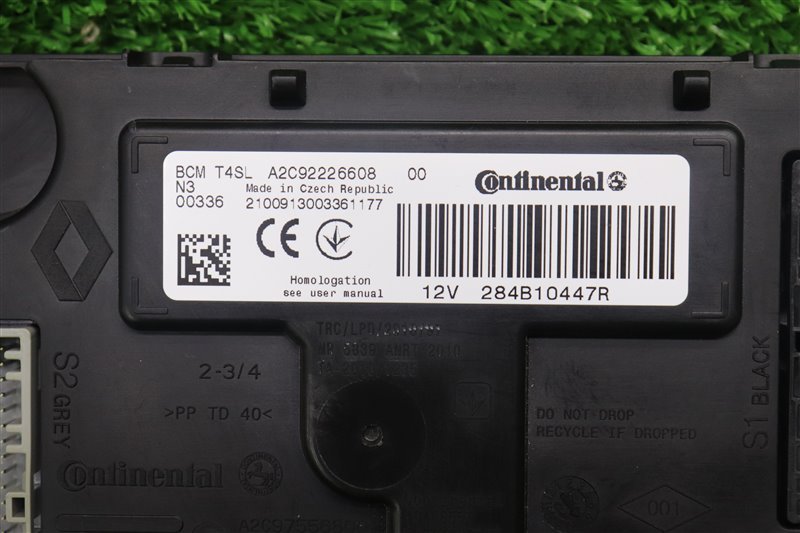 BCM T4SL A2C92226608 00
N3 Made in Czech Republic
00336 2100913003361177
Continental
CE
Homologation
see user manual
12V 284B10447R
2-3/4
>PP TD 40<
S2 GREY
Continental
DO NOT DROP
RECYCLE IF DROPPED
S1 BLACK
001